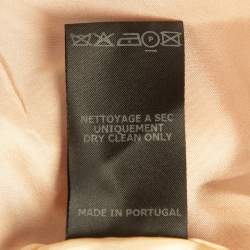 P
NETTOYAGE A SEC
UNIQUEMENT
DRY CLEAN ONLY
MADE IN PORTUGAL